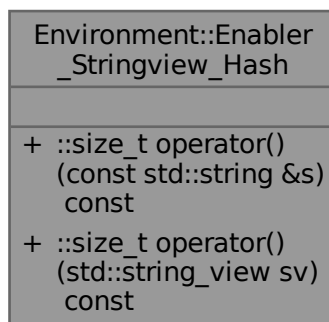 Environment::Enabler
_Stringview_Hash
+ ::size_t operator()
(const std::string &s)
const
+ ::size_t operator()
(std::string_view sv)
const